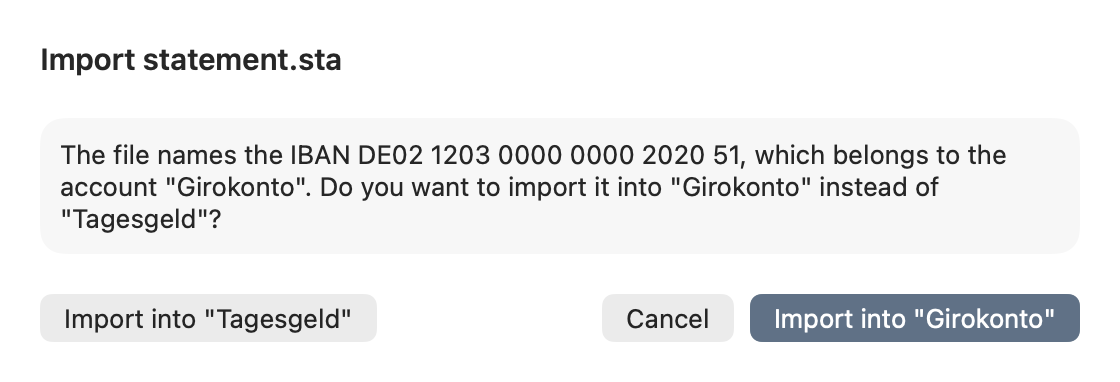 Import statement.sta
The file names the IBAN DE02 1203 0000 0000 2020 51, which belongs to the
account "Girokonto". Do you want to import it into "Girokonto" instead of
"Tagesgeld"?
Import into "Tagesgeld"
Cancel
Import into "Girokonto"